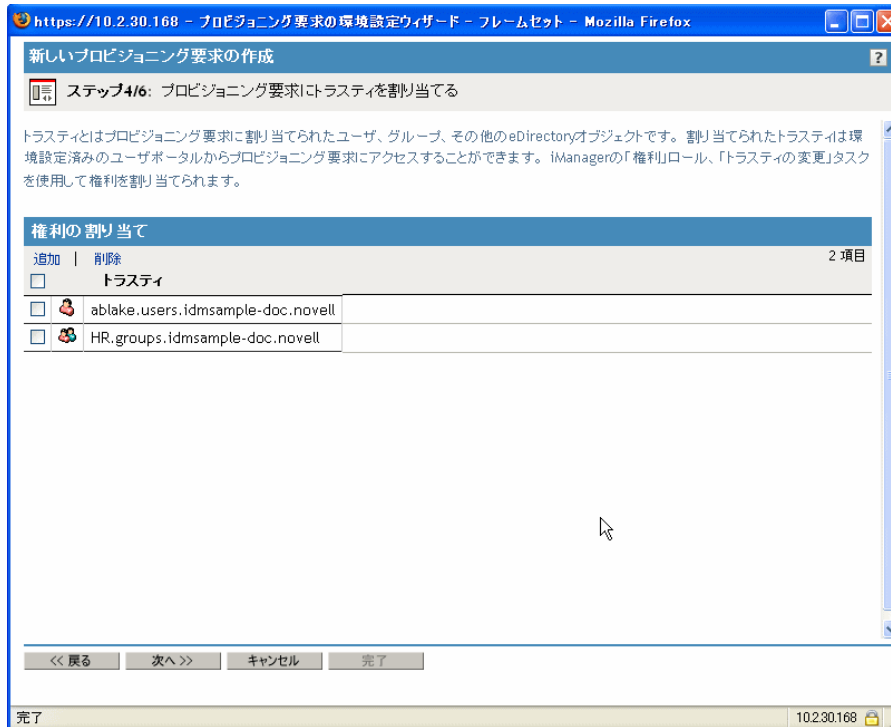 https://10.2.30.168 - プロビジョニング要求の環境設定ウィザード - フレームセット - Mozilla Firefox
新しいプロビジョニング要求の作成
?
ステップ4/6: プロビジョニング要求にトラスティを割り当てる
トラスティとはプロビジョニング要求に割り当てられたユーザ、グループ、その他のeDirectoryオブジェクトです。割り当てられたトラスティは環
境設定済みのユーザポータルからプロビジョニング要求にアクセスすることができます。iManagerの「権利」ロール、「トラスティの変更」タスク
を使用して権利を割り当てられます。
権利の割り当て
追加 | 削除 2 項目
トラスティ
ablake.users.idmsample-doc.novell
HR.groups.idmsample-doc.novell
<< 戻る 次へ >> キャンセル 完了
完了 10.2.30.168